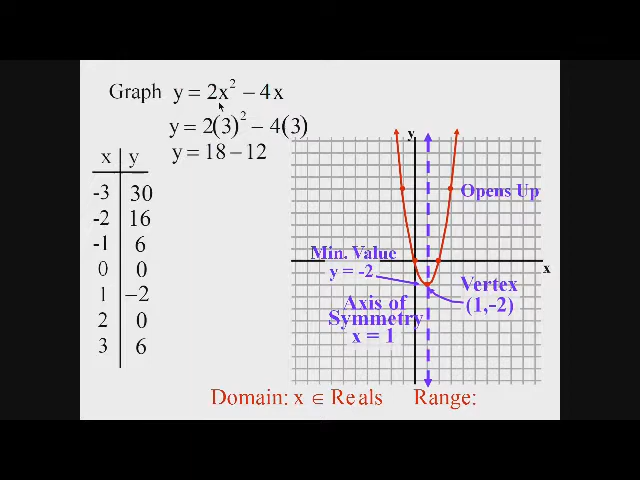 Graph y = 2x² − 4x
y = 2(3)² − 4(3)
y = 18 − 12
x y
-3 30
-2 16
-1 6
0 0
1 −2
2 0
3 6
y
Opens Up
Min. Value
y = -2
x
Vertex
(1,-2)
Axis of
Symmetry
x = 1
Domain: x ∈ Reals Range: